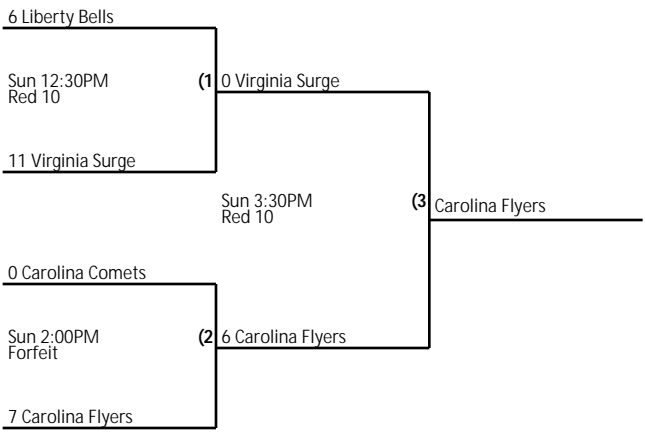 6 Liberty Bells
Sun 12:30PM
Red 10
(1
0 Virginia Surge
11 Virginia Surge
Sun 3:30PM
Red 10
(3
Carolina Flyers
0 Carolina Comets
Sun 2:00PM
Forfeit
(2
6 Carolina Flyers
7 Carolina Flyers